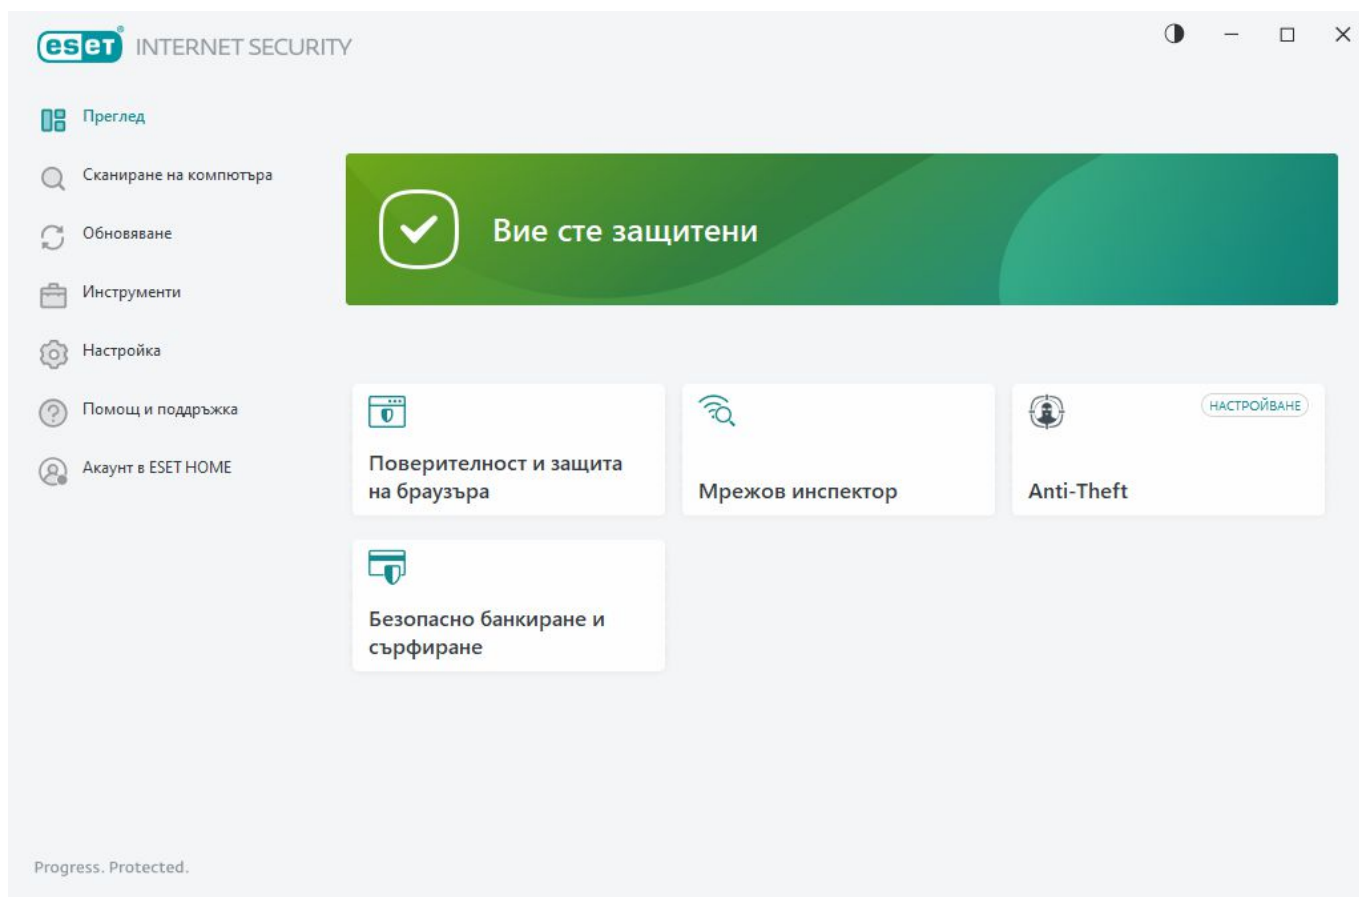 eset® INTERNET SECURITY
Преглед
Сканиране на компютъра
Обновяване
Инструменти
Настройка
Помощ и поддръжка
Акаунт в ESET HOME
Вие сте защитени
Поверителност и защита
на браузъра
Мрежов инспектор
НАСТРОЙВАНЕ
Anti-Theft
Безопасно банкиране и
сърфиране
Progress. Protected.